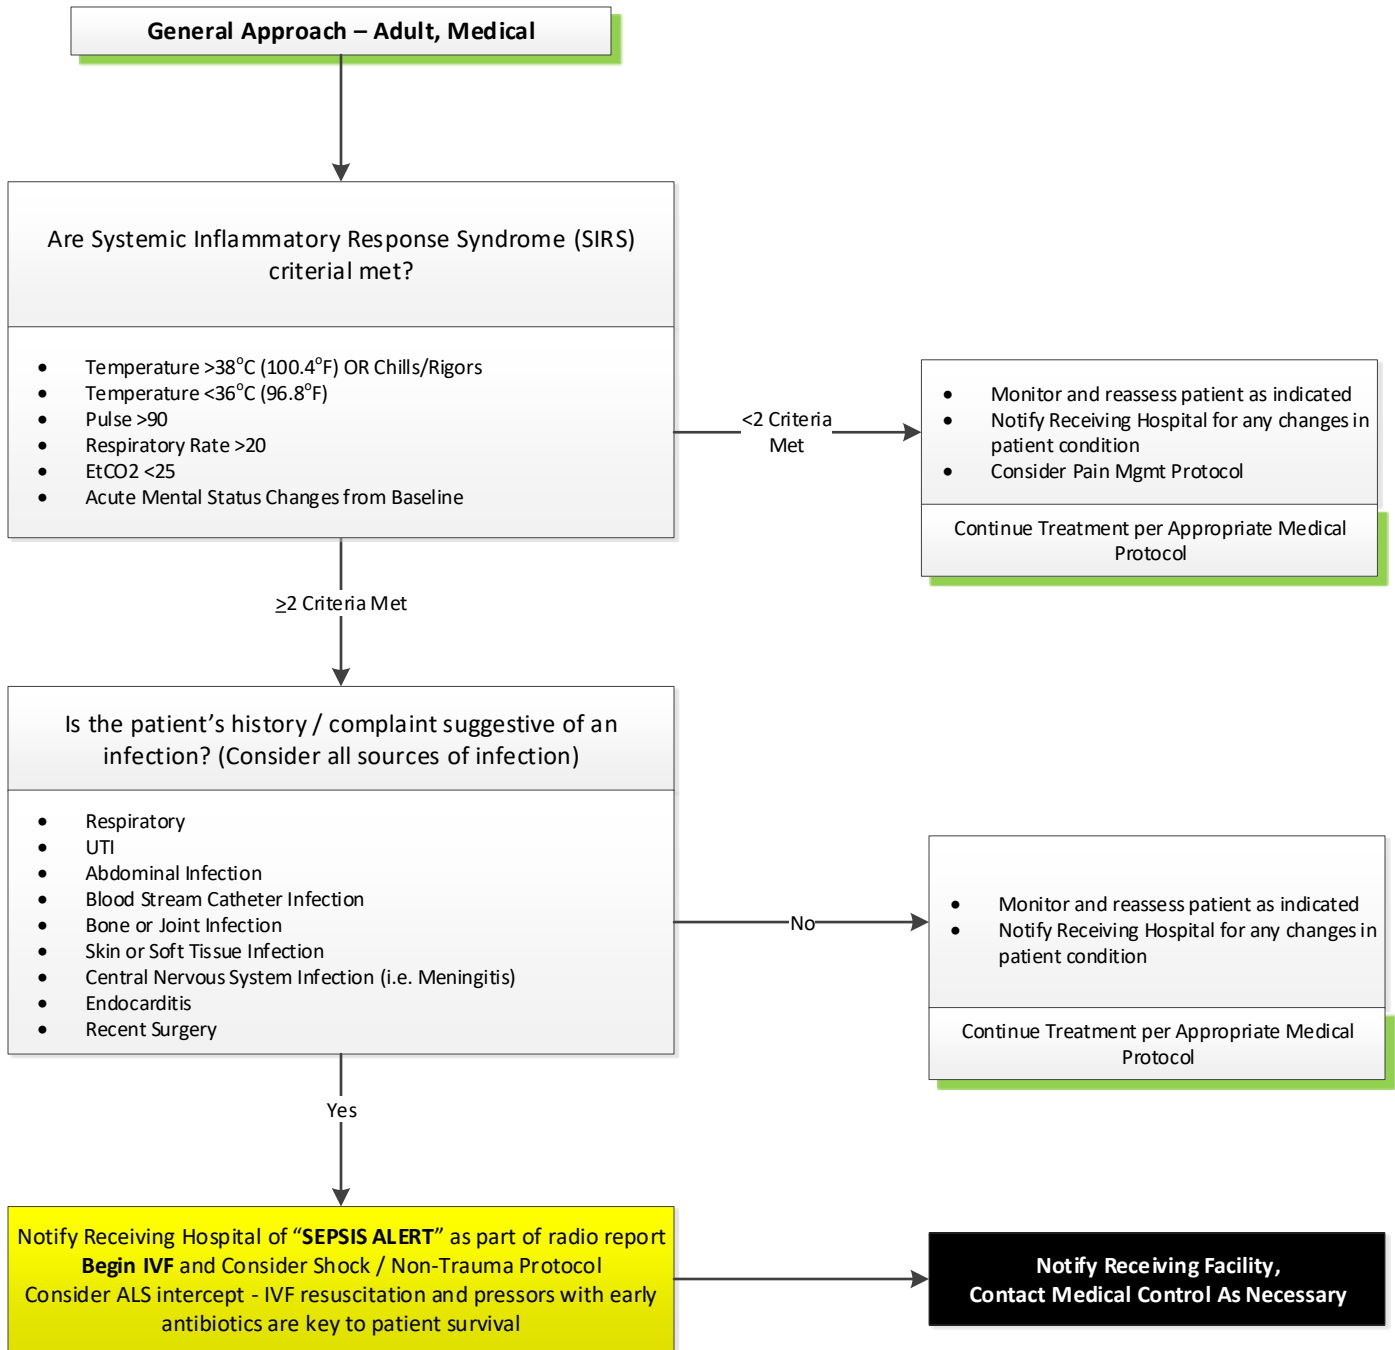 General Approach – Adult, Medical
Are Systemic Inflammatory Response Syndrome (SIRS)
criterial met?
• Temperature >38°C (100.4°F) OR Chills/Rigors
• Temperature <36°C (96.8°F)
• Pulse >90
• Respiratory Rate >20
• EtCO2 <25
• Acute Mental Status Changes from Baseline
<2 Criteria
Met
• Monitor and reassess patient as indicated
• Notify Receiving Hospital for any changes in
patient condition
• Consider Pain Mgmt Protocol
Continue Treatment per Appropriate Medical
Protocol
≥2 Criteria Met
Is the patient’s history / complaint suggestive of an
infection? (Consider all sources of infection)
• Respiratory
• UTI
• Abdominal Infection
• Blood Stream Catheter Infection
• Bone or Joint Infection
• Skin or Soft Tissue Infection
• Central Nervous System Infection (i.e. Meningitis)
• Endocarditis
• Recent Surgery
No
• Monitor and reassess patient as indicated
• Notify Receiving Hospital for any changes in
patient condition
Continue Treatment per Appropriate Medical
Protocol
Yes
Notify Receiving Hospital of “SEPSIS ALERT” as part of radio report
Begin IVF and Consider Shock / Non-Trauma Protocol
Consider ALS intercept - IVF resuscitation and pressors with early
antibiotics are key to patient survival
Notify Receiving Facility,
Contact Medical Control As Necessary